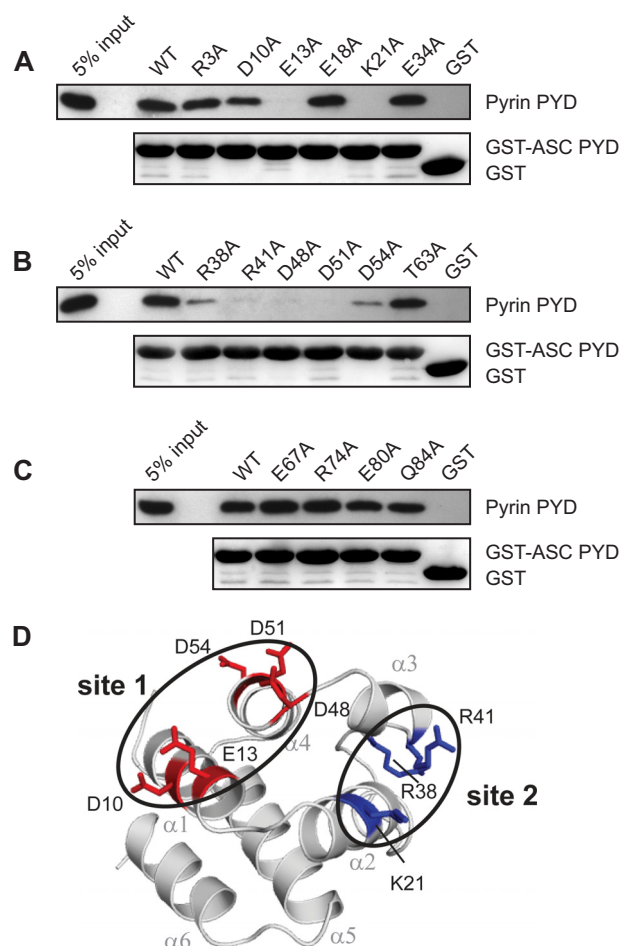 A
5% input WT R3A D10A E13A E18A K21A E34A GST
Pyrin PYD
GST-ASC PYD
GST
B
5% input WT R38A R41A D48A D51A D54A T63A GST
Pyrin PYD
GST-ASC PYD
GST
C
5% input WT E67A R74A E80A Q84A GST
Pyrin PYD
GST-ASC PYD
GST
D
D51
D54
site 1
α3
D48
R41
α4
E13
R38
site 2
D10
α1
α2
K21
α5
α6